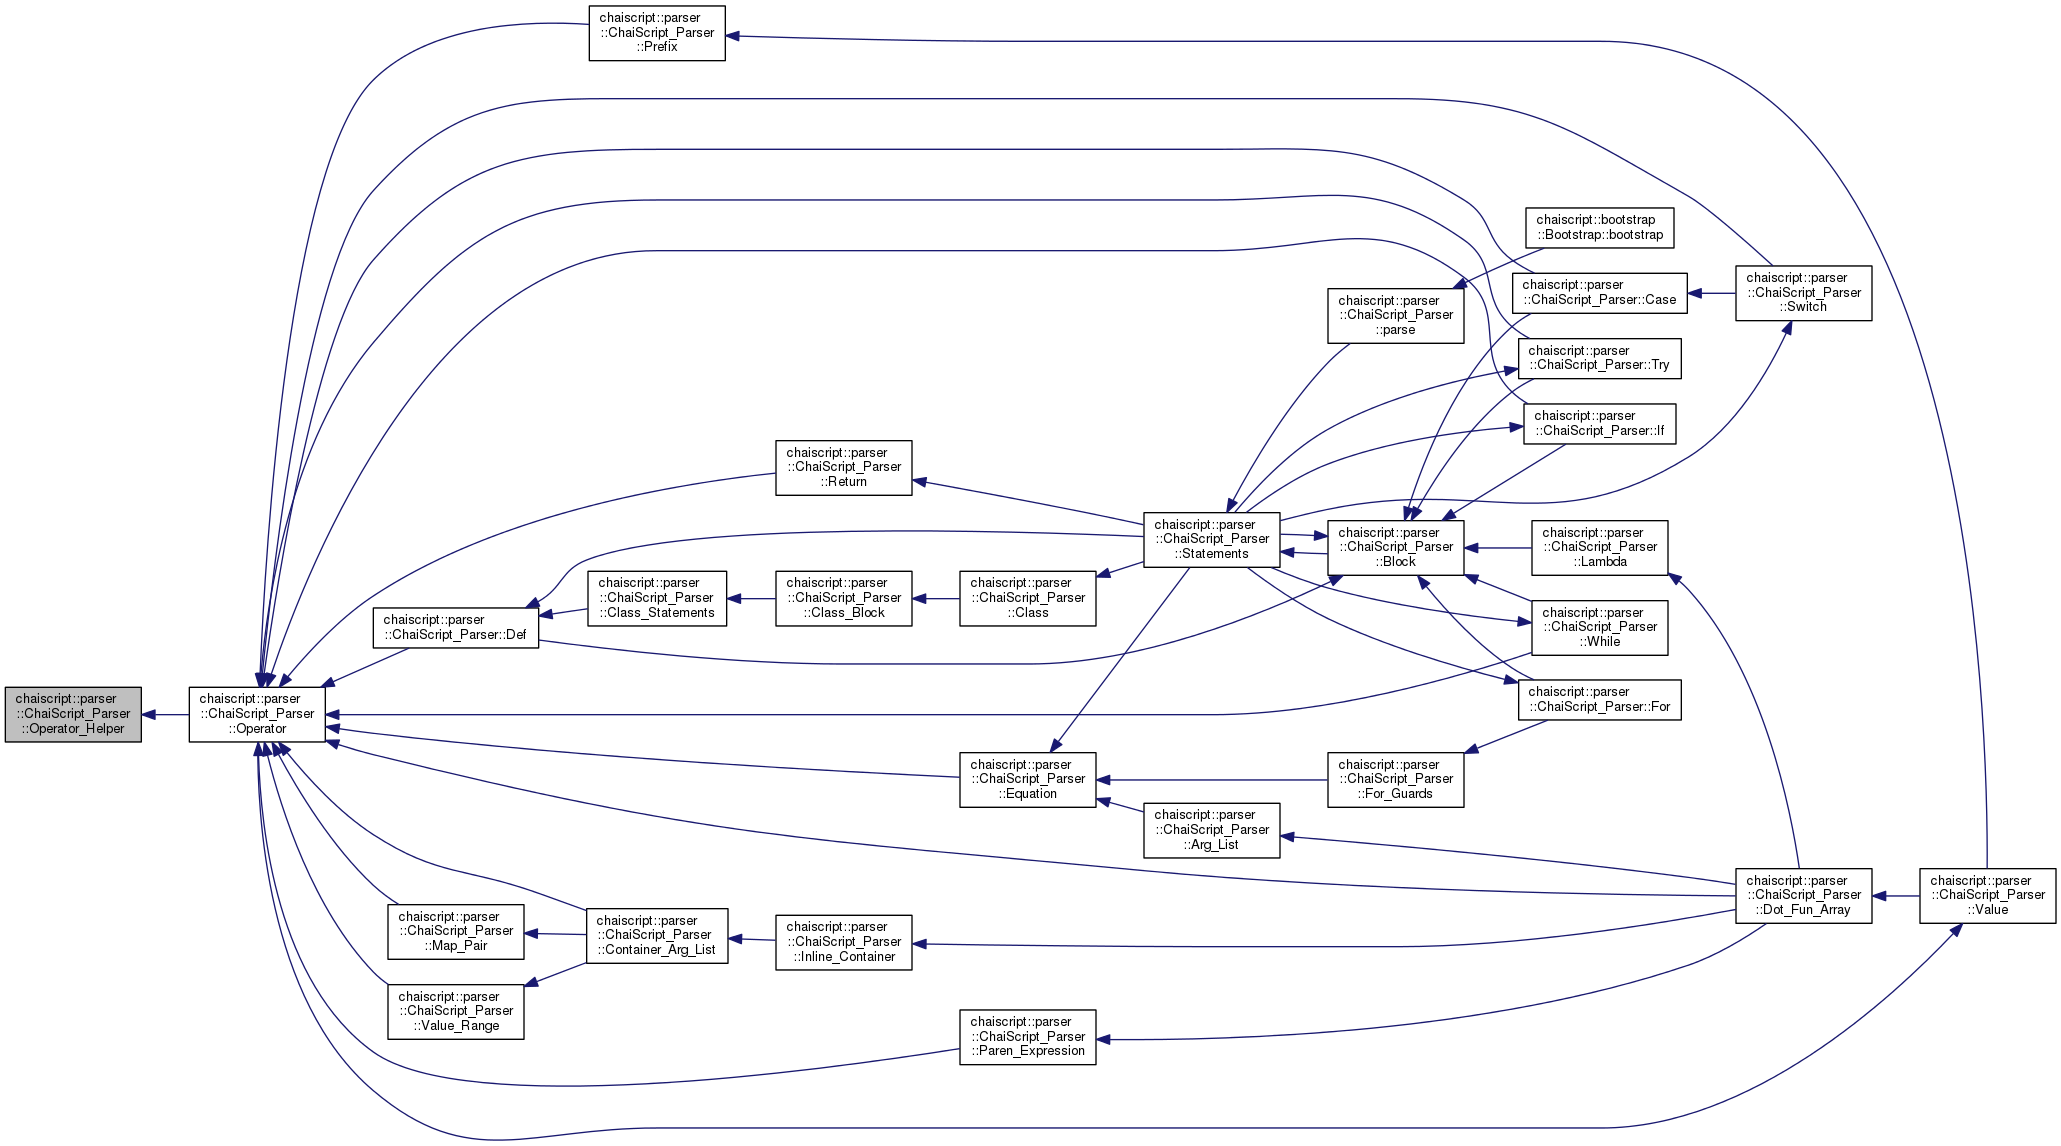 chaiscript::parser
::ChaiScript_Parser
::Prefix
chaiscript::bootstrap
::Bootstrap::bootstrap
chaiscript::parser
::ChaiScript_Parser::Case
chaiscript::parser
::ChaiScript_Parser
::Switch
chaiscript::parser
::ChaiScript_Parser
::parse
chaiscript::parser
::ChaiScript_Parser::Try
chaiscript::parser
::ChaiScript_Parser::If
chaiscript::parser
::ChaiScript_Parser
::Return
chaiscript::parser
::ChaiScript_Parser
::Statements
chaiscript::parser
::ChaiScript_Parser
::Block
chaiscript::parser
::ChaiScript_Parser
::Lambda
chaiscript::parser
::ChaiScript_Parser
::Class_Statements
chaiscript::parser
::ChaiScript_Parser
::Class_Block
chaiscript::parser
::ChaiScript_Parser
::Class
chaiscript::parser
::ChaiScript_Parser::Def
chaiscript::parser
::ChaiScript_Parser
::While
chaiscript::parser
::ChaiScript_Parser
::Operator_Helper
chaiscript::parser
::ChaiScript_Parser
::Operator
chaiscript::parser
::ChaiScript_Parser::For
chaiscript::parser
::ChaiScript_Parser
::Equation
chaiscript::parser
::ChaiScript_Parser
::For_Guards
chaiscript::parser
::ChaiScript_Parser
::Arg_List
chaiscript::parser
::ChaiScript_Parser
::Dot_Fun_Array
chaiscript::parser
::ChaiScript_Parser
::Value
chaiscript::parser
::ChaiScript_Parser
::Map_Pair
chaiscript::parser
::ChaiScript_Parser
::Container_Arg_List
chaiscript::parser
::ChaiScript_Parser
::Inline_Container
chaiscript::parser
::ChaiScript_Parser
::Value_Range
chaiscript::parser
::ChaiScript_Parser
::Paren_Expression